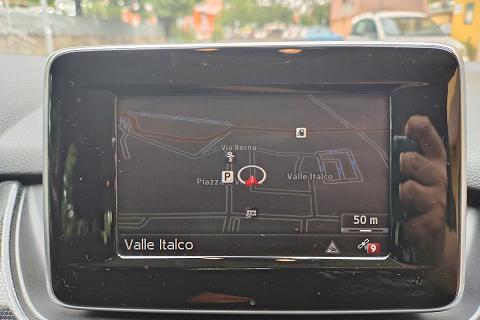 Via Berna
P
Piazza
Valle Italco
50 m
Valle Italco
9